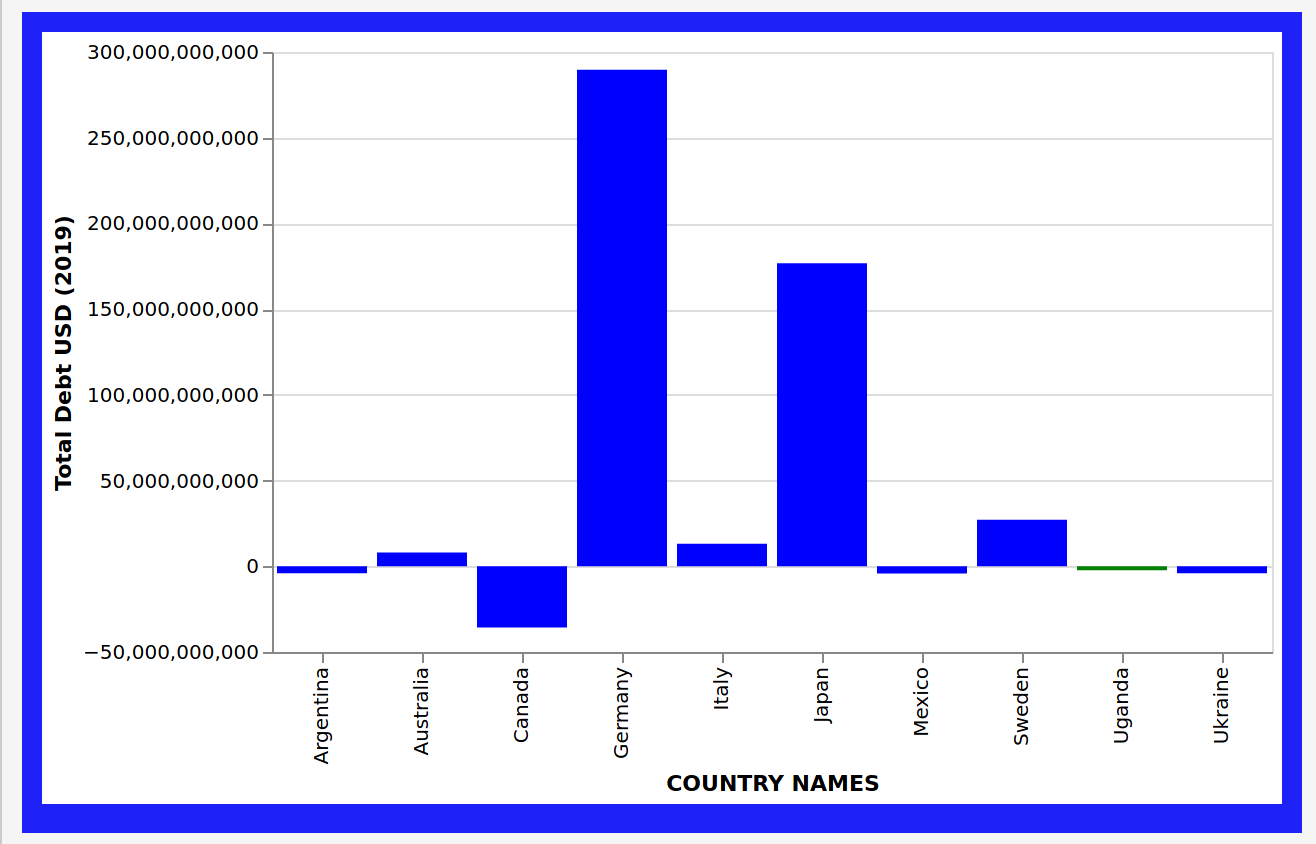 Total Debt USD (2019)
300,000,000,000
250,000,000,000
200,000,000,000
150,000,000,000
100,000,000,000
50,000,000,000
0
−50,000,000,000
Argentina
Australia
Canada
Germany
Italy
Japan
Mexico
Sweden
Uganda
Ukraine
COUNTRY NAMES